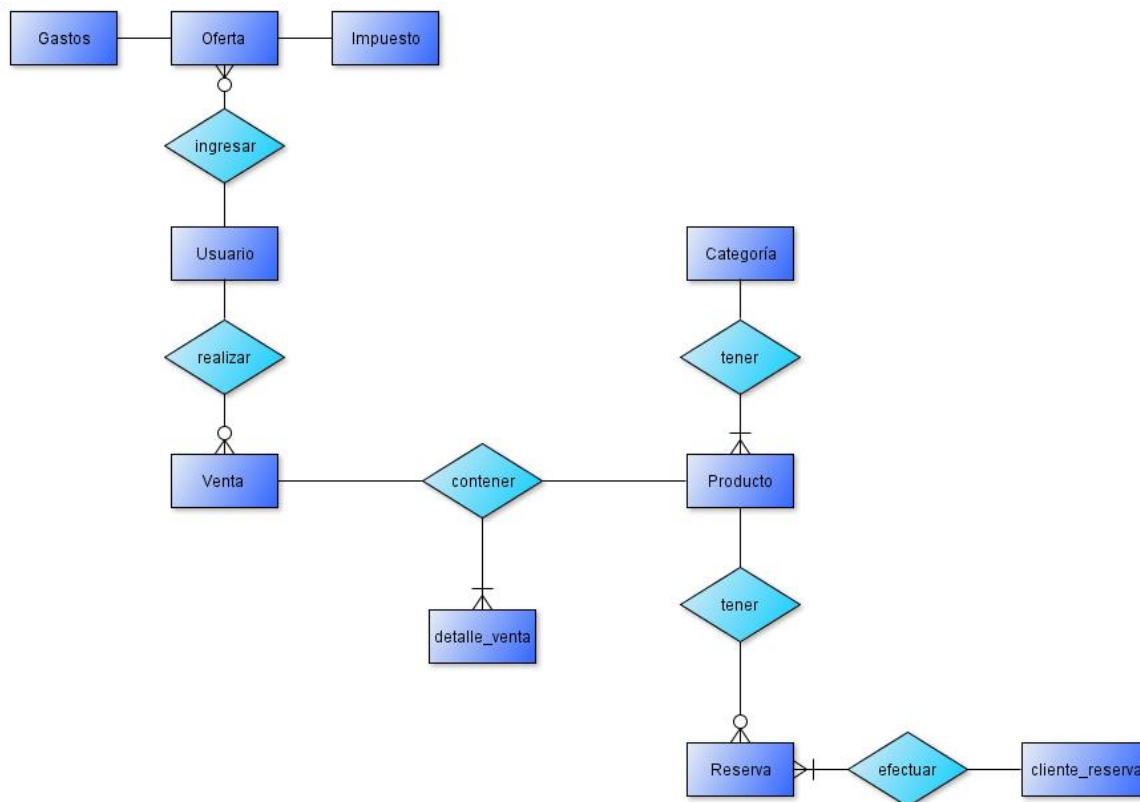 Gastos
Oferta
Impuesto
ingresar
Usuario
Categoría
realizar
tener
Venta
contener
Producto
tener
detalle_venta
Reserva
efectuar
cliente_reserva